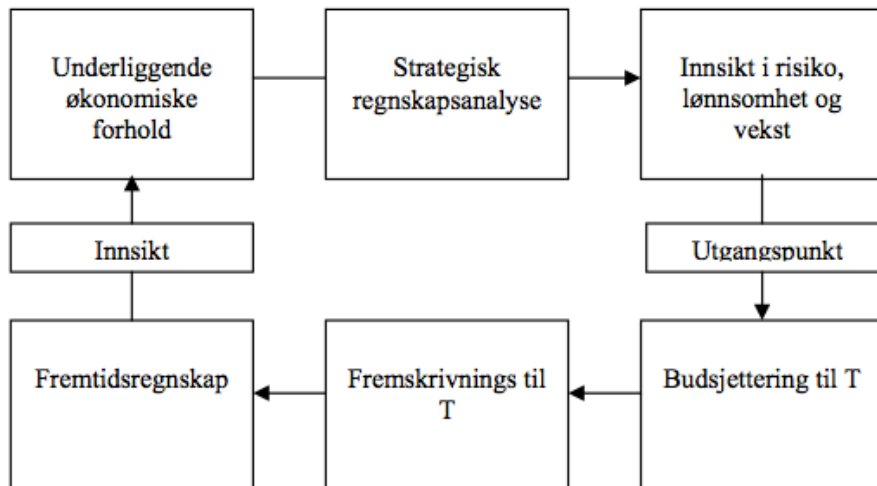 Underliggende
økonomiske
forhold
Strategisk
regnskapsanalyse
Innsikt i risiko,
lønnsomhet og
vekst
Innsikt
Utgangspunkt
Fremtidsregnskap
Fremskrivnings til
T
Budsjettering til T